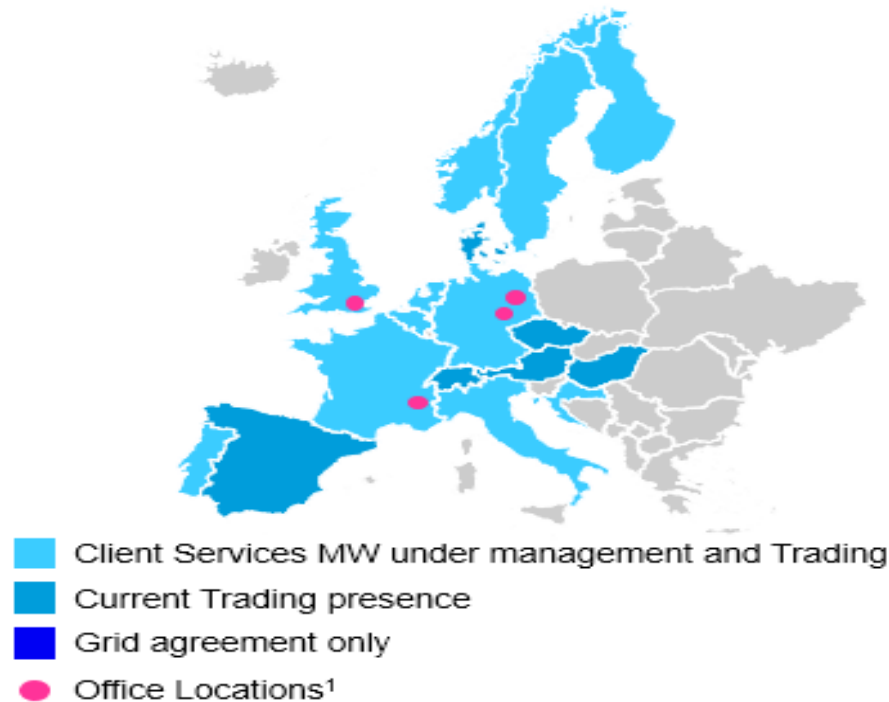 Client Services MW under management and Trading
Current Trading presence
Grid agreement only
Office Locations¹